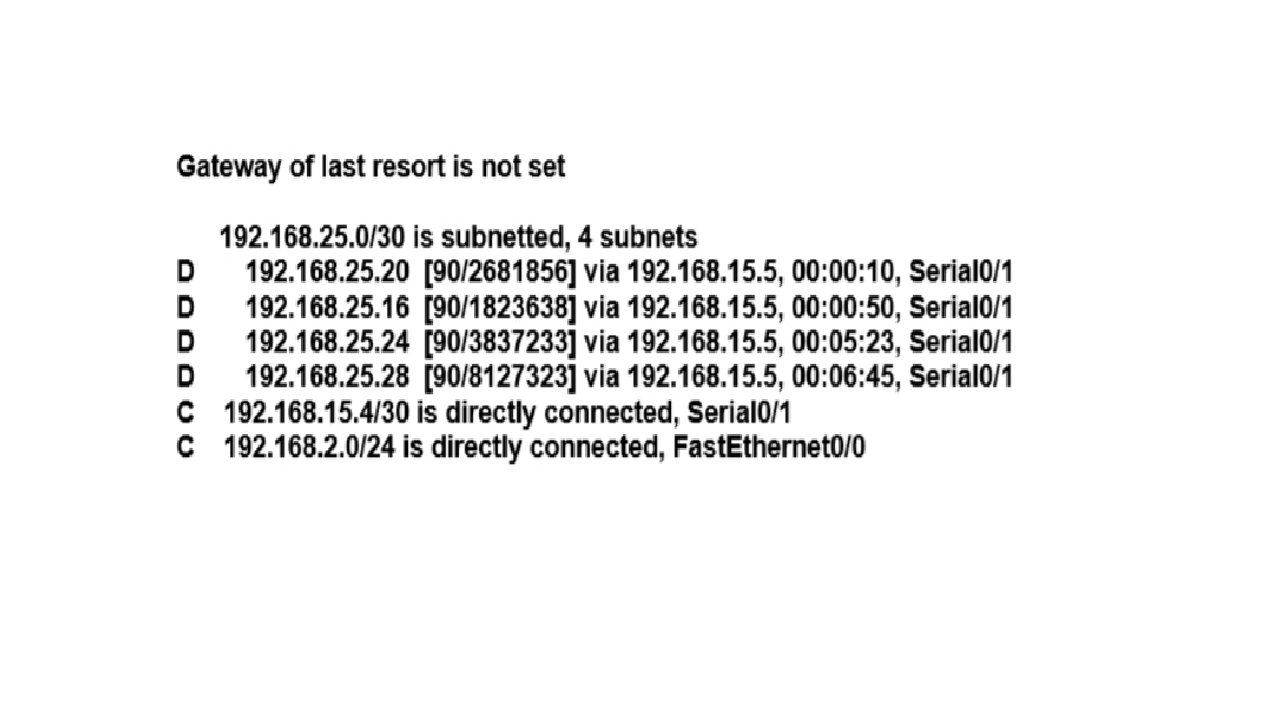 Gateway of last resort is not set
192.168.25.0/30 is subnetted, 4 subnets
D 192.168.25.20 [90/2681856] via 192.168.15.5, 00:00:10, Serial0/1
D 192.168.25.16 [90/1823638] via 192.168.15.5, 00:00:50, Serial0/1
D 192.168.25.24 [90/3837233] via 192.168.15.5, 00:05:23, Serial0/1
D 192.168.25.28 [90/8127323] via 192.168.15.5, 00:06:45, Serial0/1
C 192.168.15.4/30 is directly connected, Serial0/1
C 192.168.2.0/24 is directly connected, FastEthernet0/0